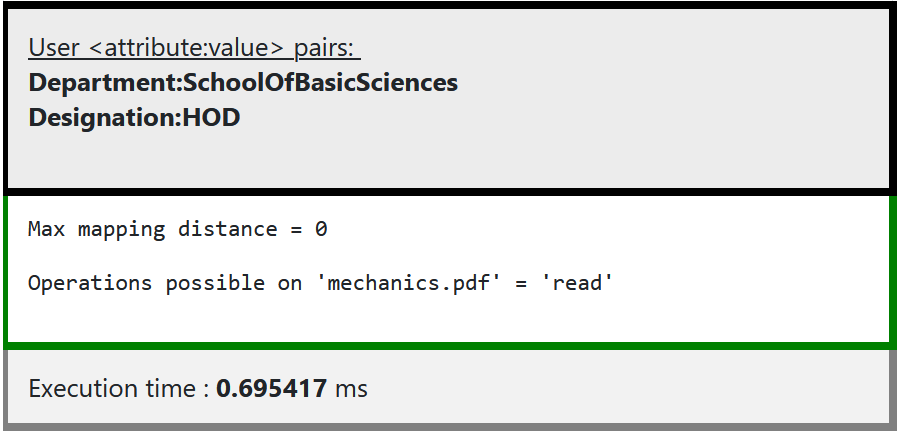 User <attribute:value> pairs:
Department:SchoolOfBasicSciences
Designation:HOD
Max mapping distance = 0
Operations possible on 'mechanics.pdf' = 'read'
Execution time : 0.695417 ms